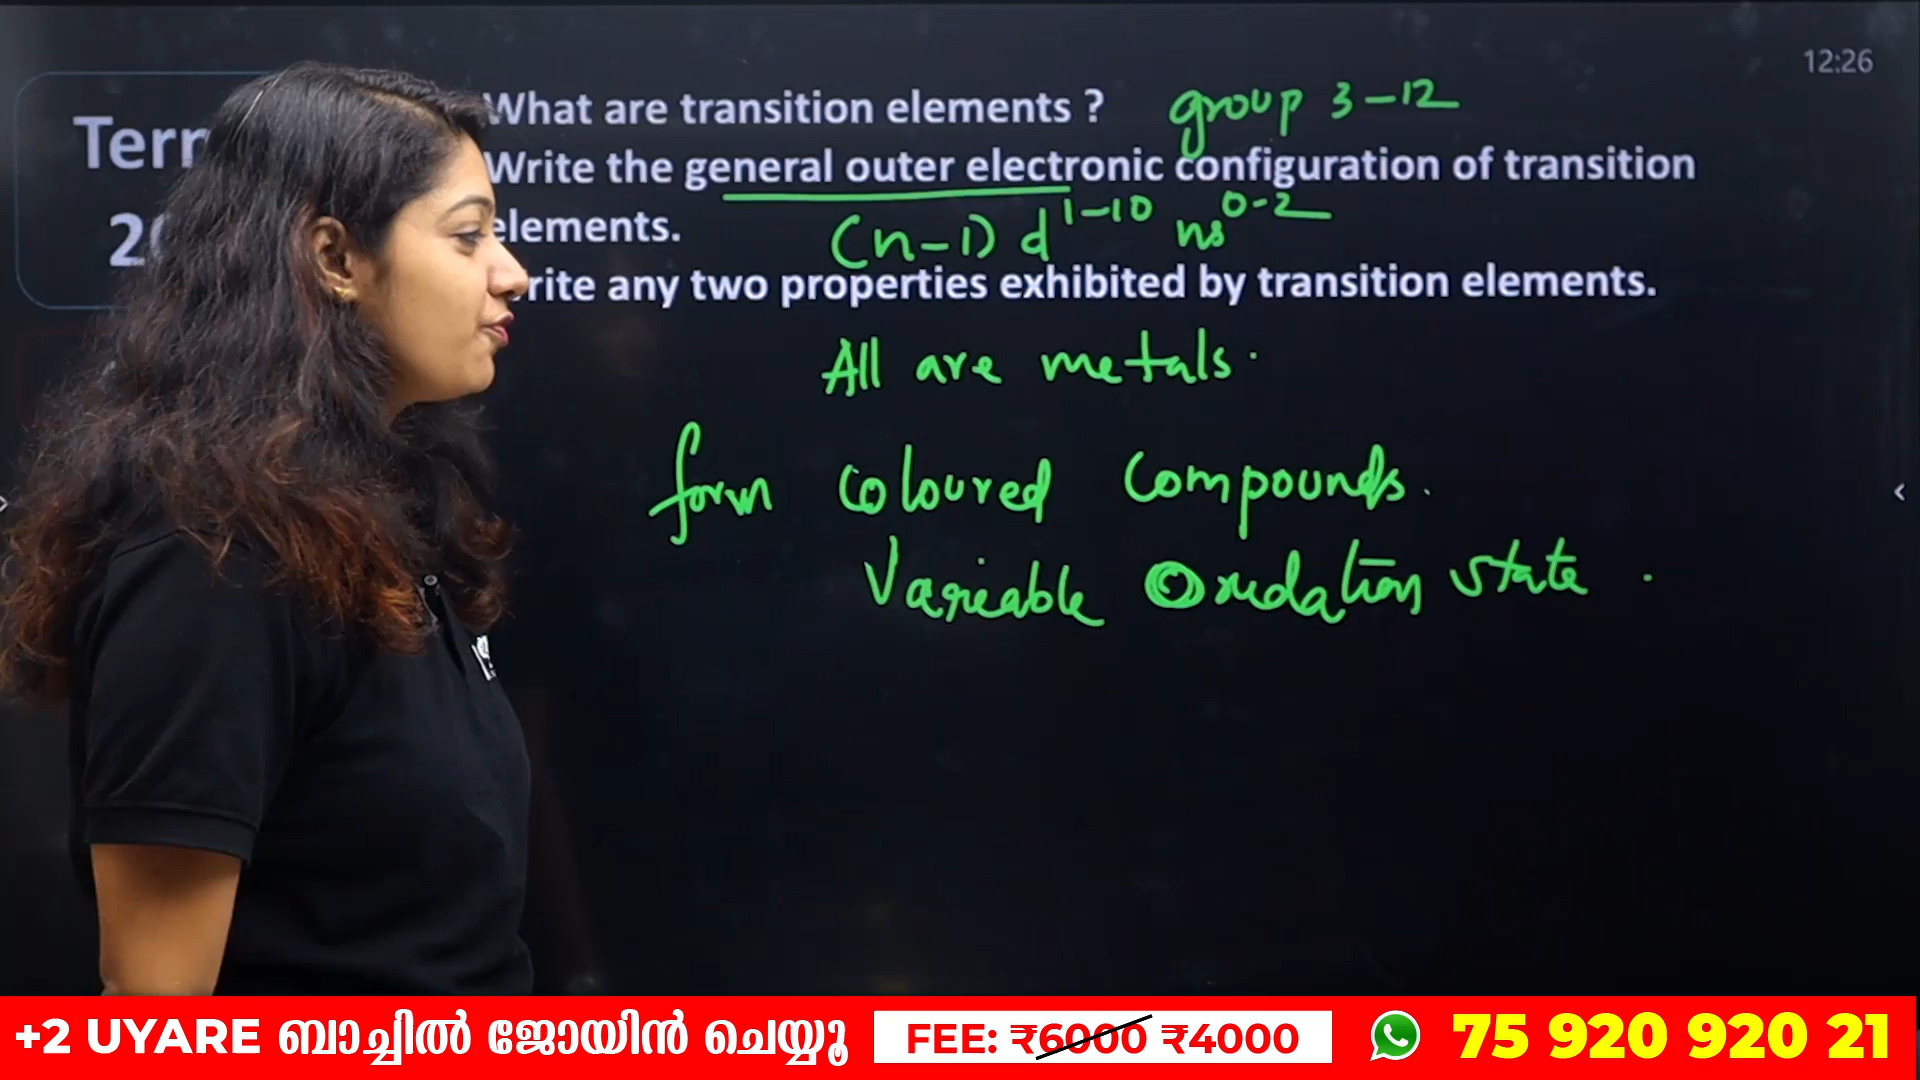 12:26
What are transition elements ? group 3-12
Write the general outer electronic configuration of transition
elements. (n-1) d¹⁻¹⁰ ns⁰⁻²
rite any two properties exhibited by transition elements.
All are metals.
form coloured compounds.
Variable Oxidation state.
+2 UYARE ബാച്ചിൽ ജോയിൻ ചെയ്യൂ FEE: ₹6000 ₹4000 75 920 920 21